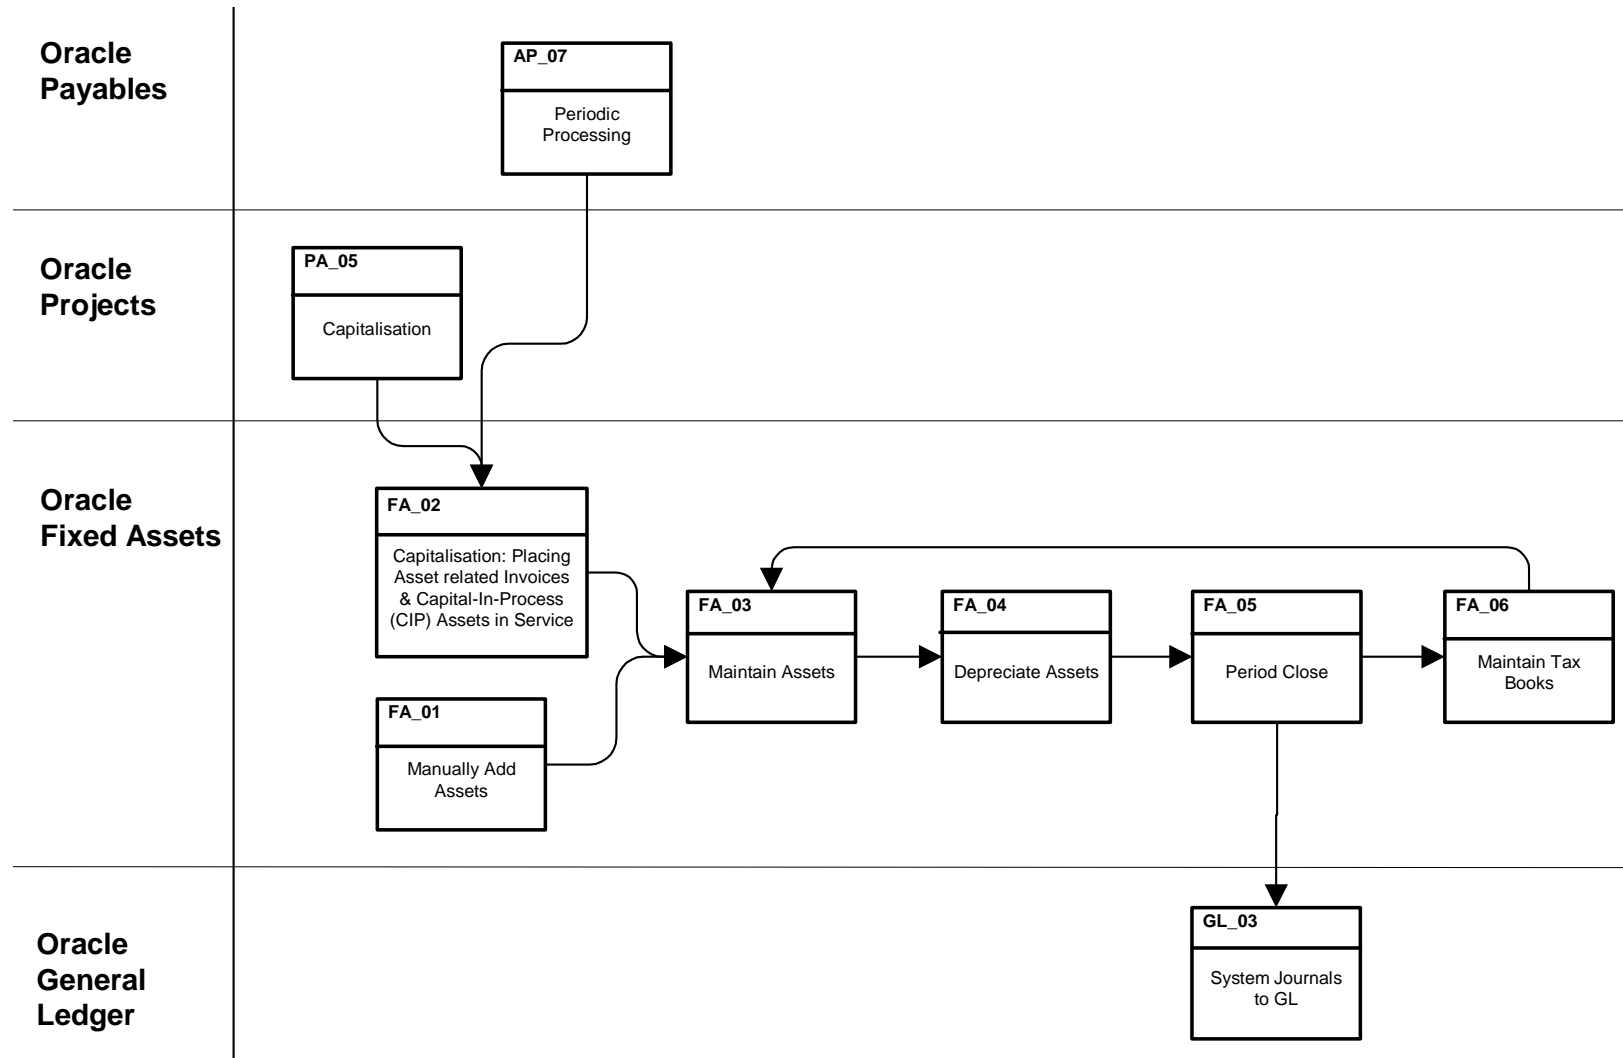 Oracle
Payables
AP_07
Periodic
Processing
Oracle
Projects
PA_05
Capitalisation
Oracle
Fixed Assets
FA_02
Capitalisation: Placing
Asset related Invoices
& Capital-In-Process
(CIP) Assets in Service
FA_01
Manually Add
Assets
FA_03
Maintain Assets
FA_04
Depreciate Assets
FA_05
Period Close
FA_06
Maintain Tax
Books
Oracle
General
Ledger
GL_03
System Journals
to GL